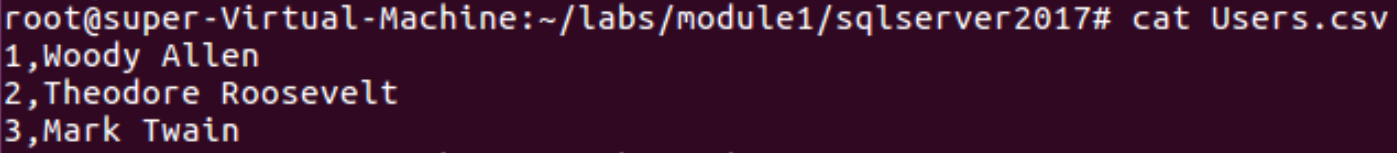 root@super-Virtual-Machine:~/labs/module1/sqlserver2017# cat Users.csv
1,Woody Allen
2,Theodore Roosevelt
3,Mark Twain